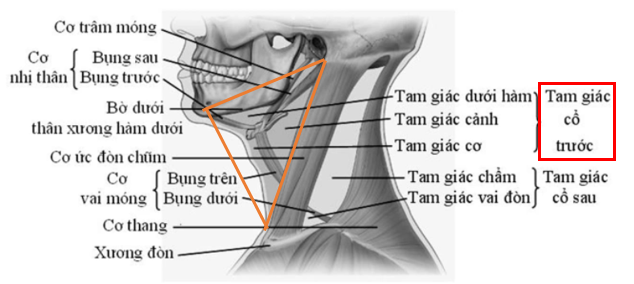 Cơ trâm móng
Cơ nhị thân
Bụng sau
Bụng trước
Bờ dưới
thân xương hàm dưới
Cơ ức đòn chũm
Cơ vai móng
Bụng trên
Bụng dưới
Cơ thang
Xương đòn
Tam giác dưới hàm
Tam giác cảnh
Tam giác cơ
Tam giác
cổ
trước
Tam giác chẩm
Tam giác vai đòn
Tam giác
cổ sau